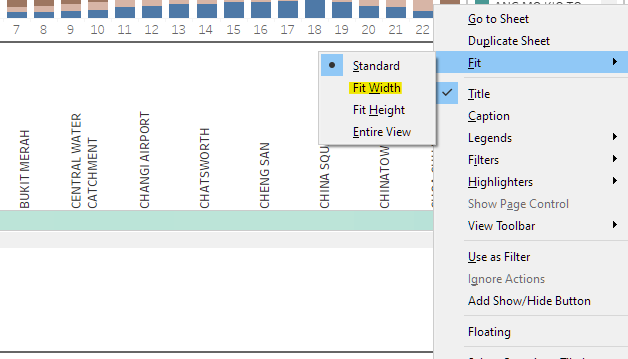 Go to Sheet
Duplicate Sheet
Fit
Title
Caption
Legends
Filters
Highlighters
Show Page Control
View Toolbar
Use as Filter
Ignore Actions
Add Show/Hide Button
Floating
Standard
Fit Width
Fit Height
Entire View
7 8 9 10 11 12 13 14 15 16 17 18 19 20 21 22
BUKIT MERAH
CENTRAL WATER
CATCHMENT
CHANGI AIRPORT
CHATSWORTH
CHENG SAN
CHINA SQU
CHINATOW